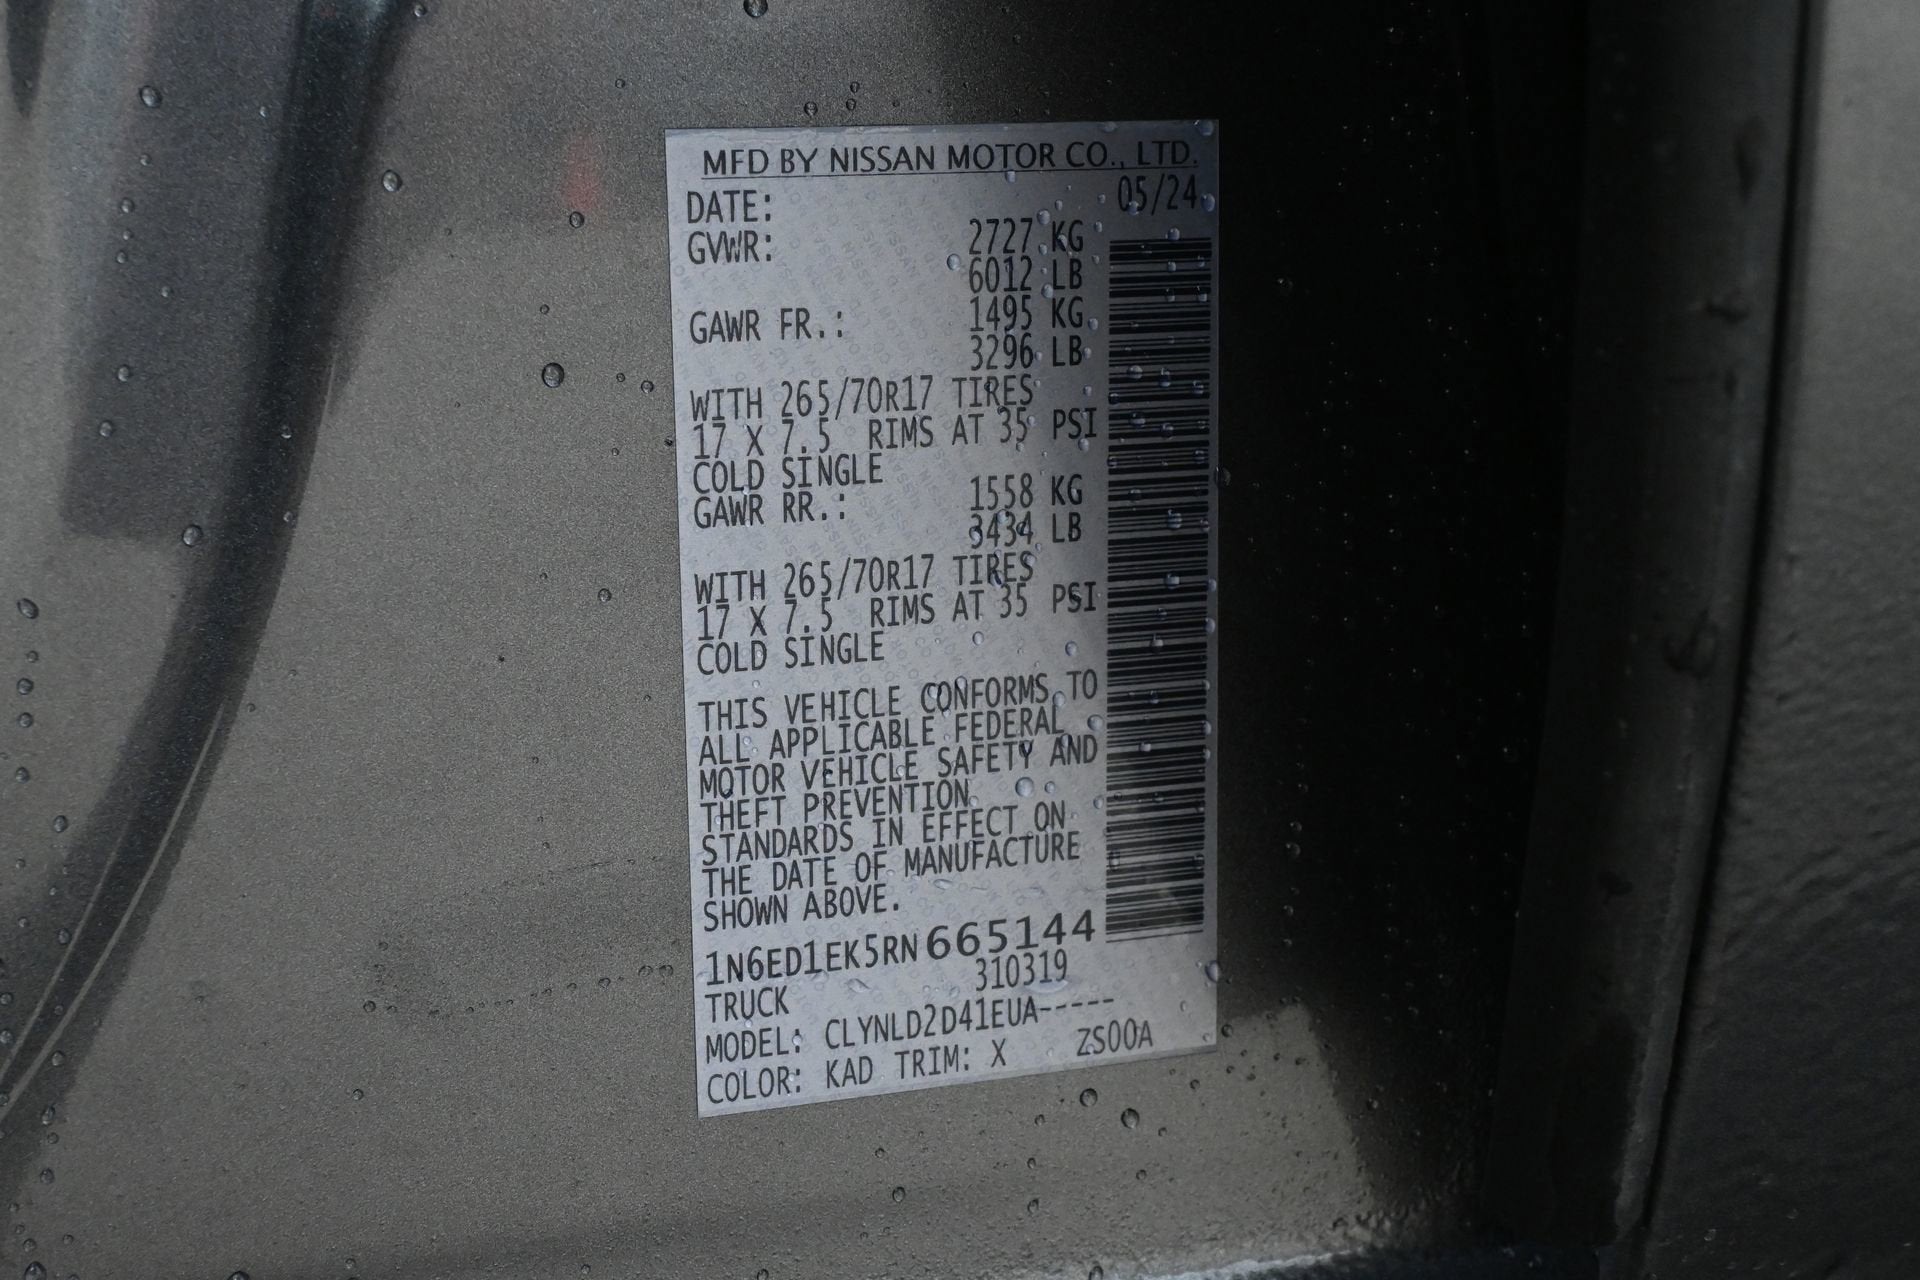 MFD BY NISSAN MOTOR CO., LTD.
DATE: 05/24
GVWR: 2727 KG
6012 LB
GAWR FR.: 1495 KG
3296 LB
WITH 265/70R17 TIRES
17 X 7.5 RIMS AT 35 PSI
COLD SINGLE
GAWR RR.: 1558 KG
3434 LB
WITH 265/70R17 TIRES
17 X 7.5 RIMS AT 35 PSI
COLD SINGLE
THIS VEHICLE CONFORMS TO
ALL APPLICABLE FEDERAL
MOTOR VEHICLE SAFETY AND
THEFT PREVENTION
STANDARDS IN EFFECT ON
THE DATE OF MANUFACTURE
SHOWN ABOVE.
1N6ED1EK5RN665144
TRUCK 310319
MODEL: CLYNLD2D41EUA-----
COLOR: KAD TRIM: X ZS00A